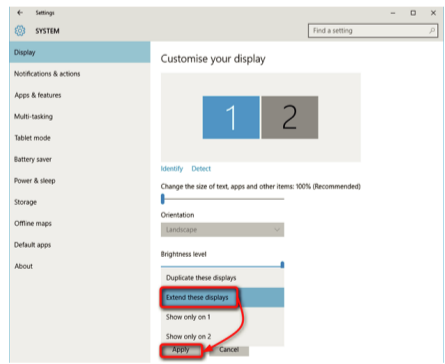 Settings
SYSTEM
Find a setting
Display
Notifications & actions
Apps & features
Multi-tasking
Tablet mode
Battery saver
Power & sleep
Storage
Offline maps
Default apps
About
Customise your display
1 2
Identify Detect
Change the size of text, apps and other items: 100% (Recommended)
Orientation
Landscape
Brightness level
Duplicate these displays
Extend these displays
Show only on 1
Show only on 2
Apply Cancel